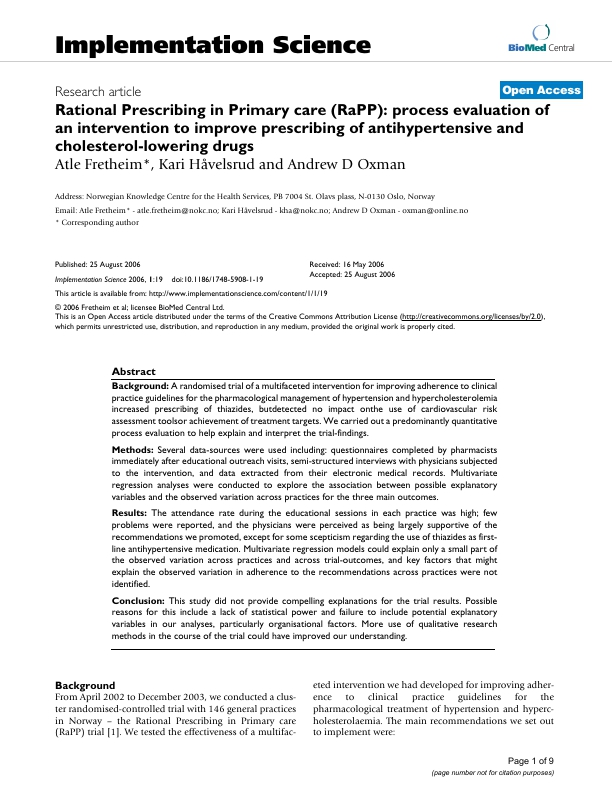 Implementation Science
BioMed Central
Research article
Open Access
Rational Prescribing in Primary care (RaPP): process evaluation of
an intervention to improve prescribing of antihypertensive and
cholesterol-lowering drugs
Atle Fretheim*, Kari Håvelsrud and Andrew D Oxman
Address: Norwegian Knowledge Centre for the Health Services, PB 7004 St. Olavs plass, N-0130 Oslo, Norway
Email: Atle Fretheim* - atle.fretheim@nokc.no; Kari Håvelsrud - kha@nokc.no; Andrew D Oxman - oxman@online.no
* Corresponding author
Published: 25 August 2006
Implementation Science 2006, 1:19 doi:10.1186/1748-5908-1-19
Received: 16 May 2006
Accepted: 25 August 2006
This article is available from: http://www.implementationscience.com/content/1/1/19
© 2006 Fretheim et al; licensee BioMed Central Ltd.
This is an Open Access article distributed under the terms of the Creative Commons Attribution License (http://creativecommons.org/licenses/by/2.0),
which permits unrestricted use, distribution, and reproduction in any medium, provided the original work is properly cited.
Abstract
Background: A randomised trial of a multifaceted intervention for improving adherence to clinical
practice guidelines for the pharmacological management of hypertension and hypercholesterolemia
increased prescribing of thiazides, butdetected no impact onthe use of cardiovascular risk
assessment toolsor achievement of treatment targets. We carried out a predominantly quantitative
process evaluation to help explain and interpret the trial-findings.
Methods: Several data-sources were used including: questionnaires completed by pharmacists
immediately after educational outreach visits, semi-structured interviews with physicians subjected
to the intervention, and data extracted from their electronic medical records. Multivariate
regression analyses were conducted to explore the association between possible explanatory
variables and the observed variation across practices for the three main outcomes.
Results: The attendance rate during the educational sessions in each practice was high; few
problems were reported, and the physicians were perceived as being largely supportive of the
recommendations we promoted, except for some scepticism regarding the use of thiazides as first-
line antihypertensive medication. Multivariate regression models could explain only a small part of
the observed variation across practices and across trial-outcomes, and key factors that might
explain the observed variation in adherence to the recommendations across practices were not
identified.
Conclusion: This study did not provide compelling explanations for the trial results. Possible
reasons for this include a lack of statistical power and failure to include potential explanatory
variables in our analyses, particularly organisational factors. More use of qualitative research
methods in the course of the trial could have improved our understanding.
Background
From April 2002 to December 2003, we conducted a clus-
ter randomised-controlled trial with 146 general practices
in Norway – the Rational Prescribing in Primary care
(RaPP) trial [1]. We tested the effectiveness of a multifac-
eted intervention we had developed for improving adher-
ence to clinical practice guidelines for the
pharmacological treatment of hypertension and hyperc-
holesterolaemia. The main recommendations we set out
to implement were:
Page 1 of 9
(page number not for citation purposes)